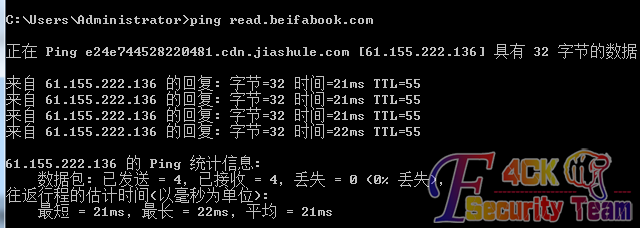 C:\Users\Administrator>ping read.beifabook.com
正在 Ping e24e744528220481.cdn.jiashule.com [61.155.222.136] 具有 32 字节的数据
来自 61.155.222.136 的回复: 字节=32 时间=21ms TTL=55
来自 61.155.222.136 的回复: 字节=32 时间=21ms TTL=55
来自 61.155.222.136 的回复: 字节=32 时间=21ms TTL=55
来自 61.155.222.136 的回复: 字节=32 时间=22ms TTL=55
61.155.222.136 的 Ping 统计信息:
数据包: 已发送 = 4, 已接收 = 4, 丢失 = 0 (0% 丢失),
往返行程的估计时间(以毫秒为单位):
最短 = 21ms, 最长 = 22ms, 平均 = 21ms
F4CK
Security Team